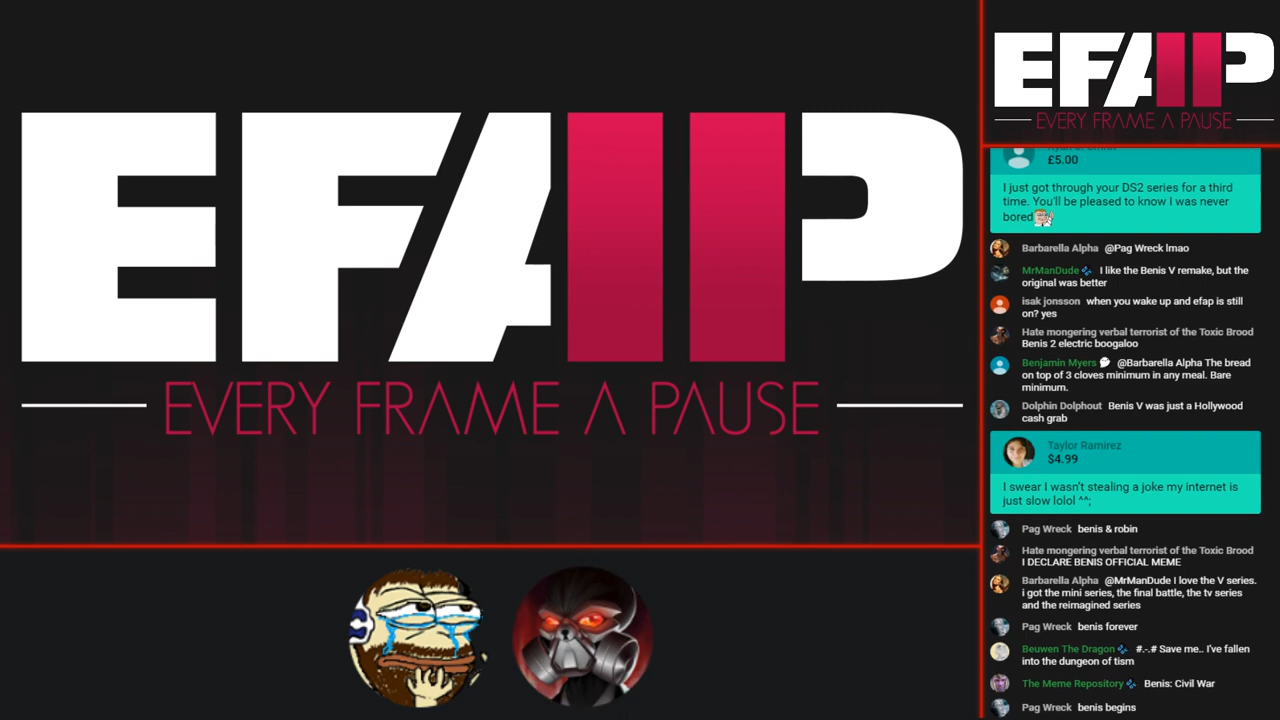 EFAP
EVERY FRAME A PAUSE
EFAP
EVERY FRAME A PAUSE
£5.00
I just got through your DS2 series for a third
time. You'll be pleased to know I was never
bored
Barbarella Alpha @Pag Wreck lmao
MrManDude I like the Benis V remake, but the
original was better
isak jonsson when you wake up and efap is still
on? yes
Hate mongering verbal terrorist of the Toxic Brood
Benis 2 electric boogaloo
Benjamin Myers @Barbarella Alpha The bread
on top of 3 cloves minimum in any meal. Bare
minimum.
Dolphin Dolphout Benis V was just a Hollywood
cash grab
Taylor Ramirez
$4.99
I swear I wasn't stealing a joke my internet is
just slow lolol ^^;
Pag Wreck benis & robin
Hate mongering verbal terrorist of the Toxic Brood
I DECLARE BENIS OFFICIAL MEME
Barbarella Alpha @MrManDude I love the V series.
i got the mini series, the final battle, the tv series
and the reimagined series
Pag Wreck benis forever
Beuwen The Dragon #.-.# Save me.. I've fallen
into the dungeon of tism
The Meme Repository Benis: Civil War
Pag Wreck benis begins